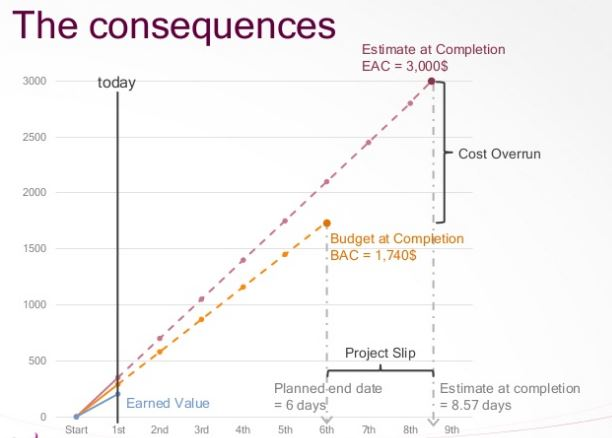 The consequences
Estimate at Completion
EAC = 3,000$
today
3000
2500
2000
1500
1000
500
0
Cost Overrun
Budget at Completion
BAC = 1,740$
Project Slip
Earned Value
Planned end date
= 6 days
Estimate at completion
= 8.57 days
Start 1st 2nd 3rd 4th 5th 6th 7th 8th 9th